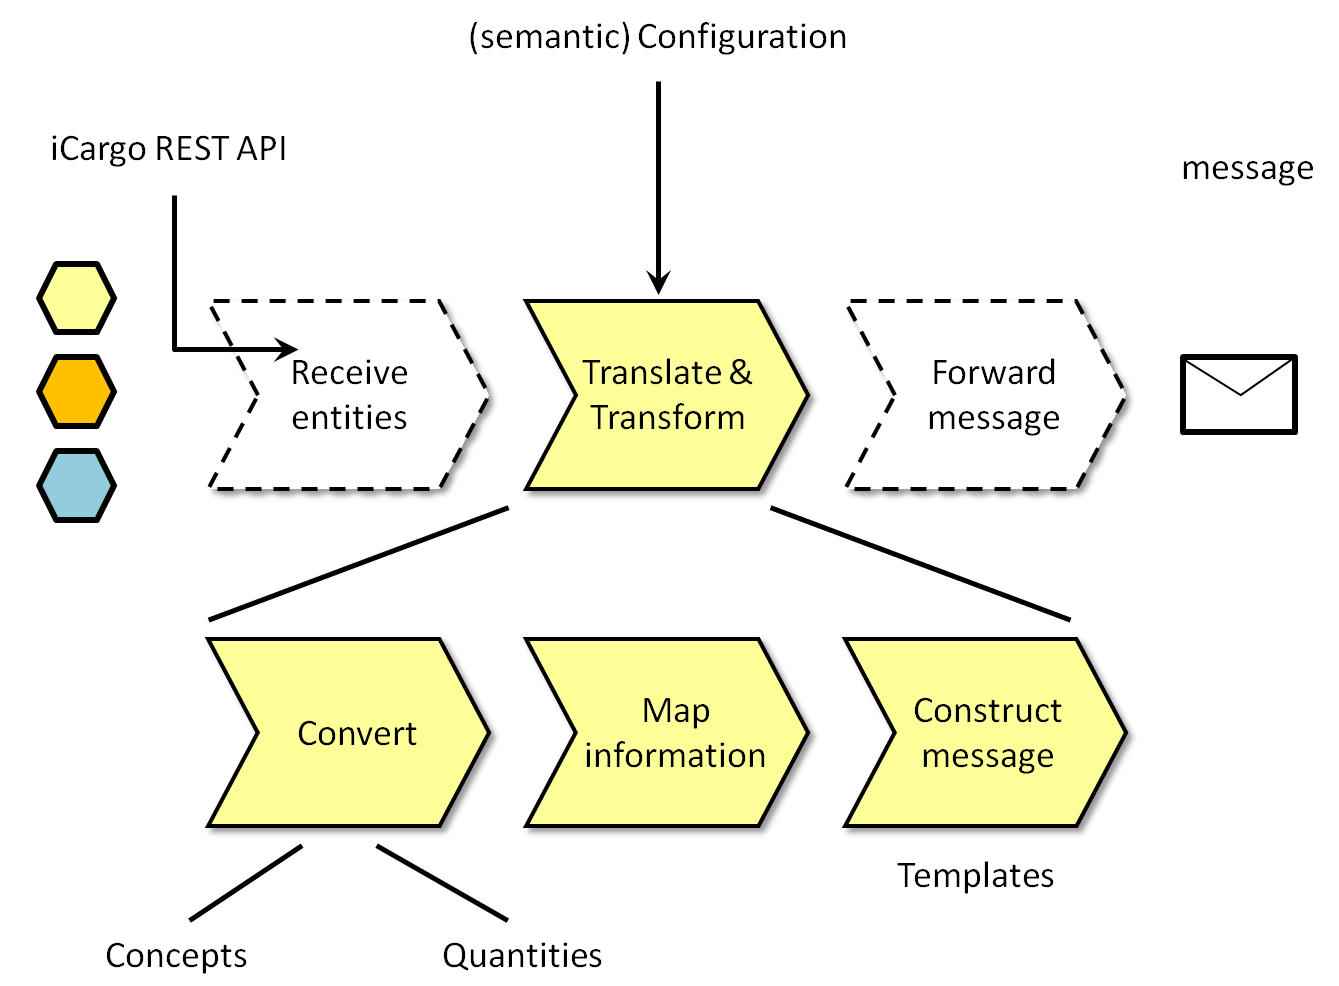 (semantic) Configuration
iCargo REST API
message
Receive
entities
Translate &
Transform
Forward
message
Convert
Map
information
Construct
message
Templates
Concepts
Quantities